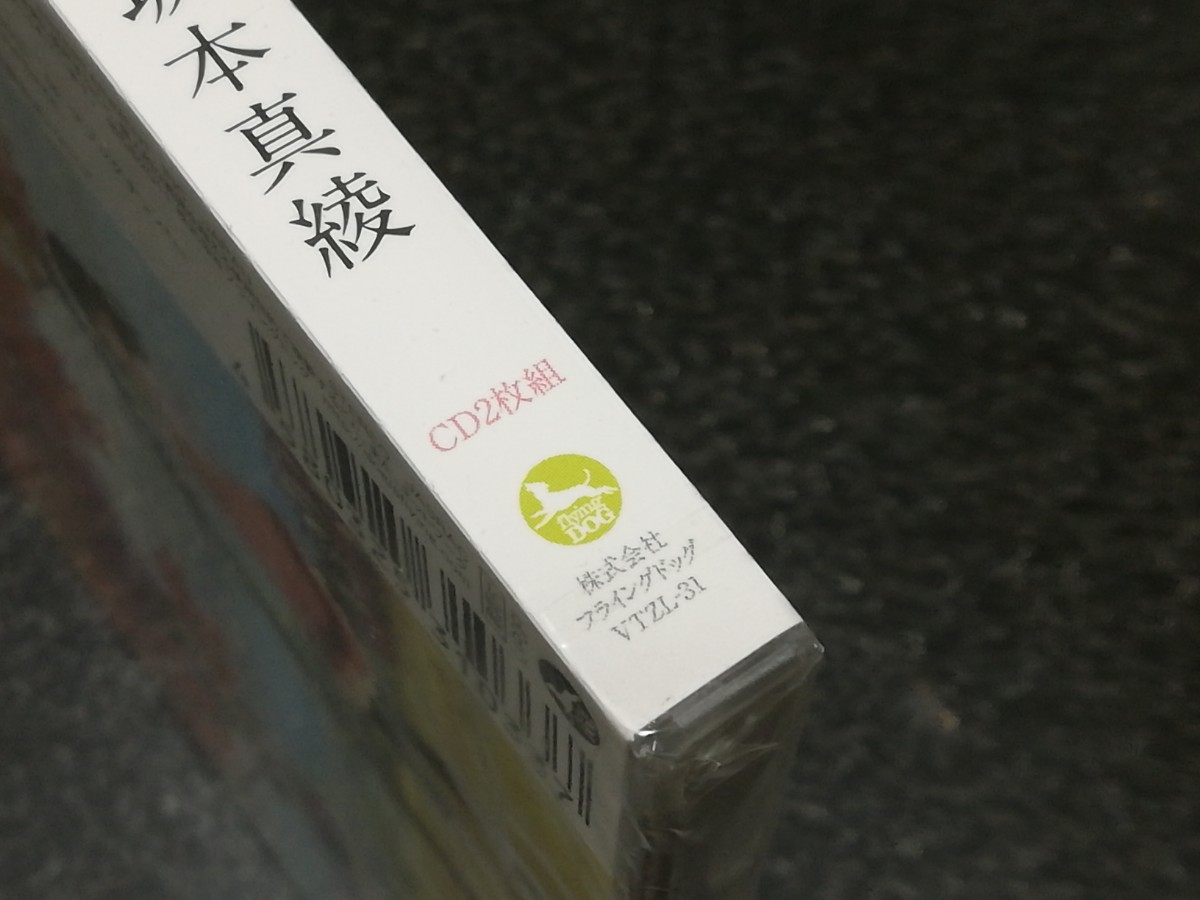 本真綾
CD2枚組
flying
DOG
株式会社
フライングドッグ
VTZL-31